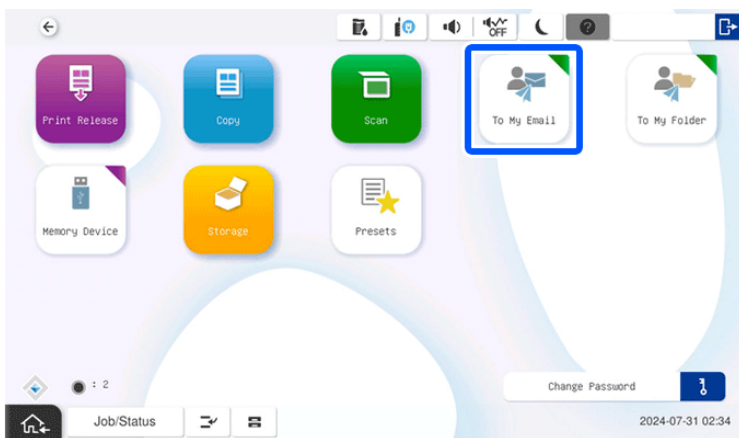 OFF
?
Print Release
Copy
Scan
To My Email
To My Folder
Memory Device
Storage
Presets
: 2
Change Password
Job/Status
2024-07-31 02:34